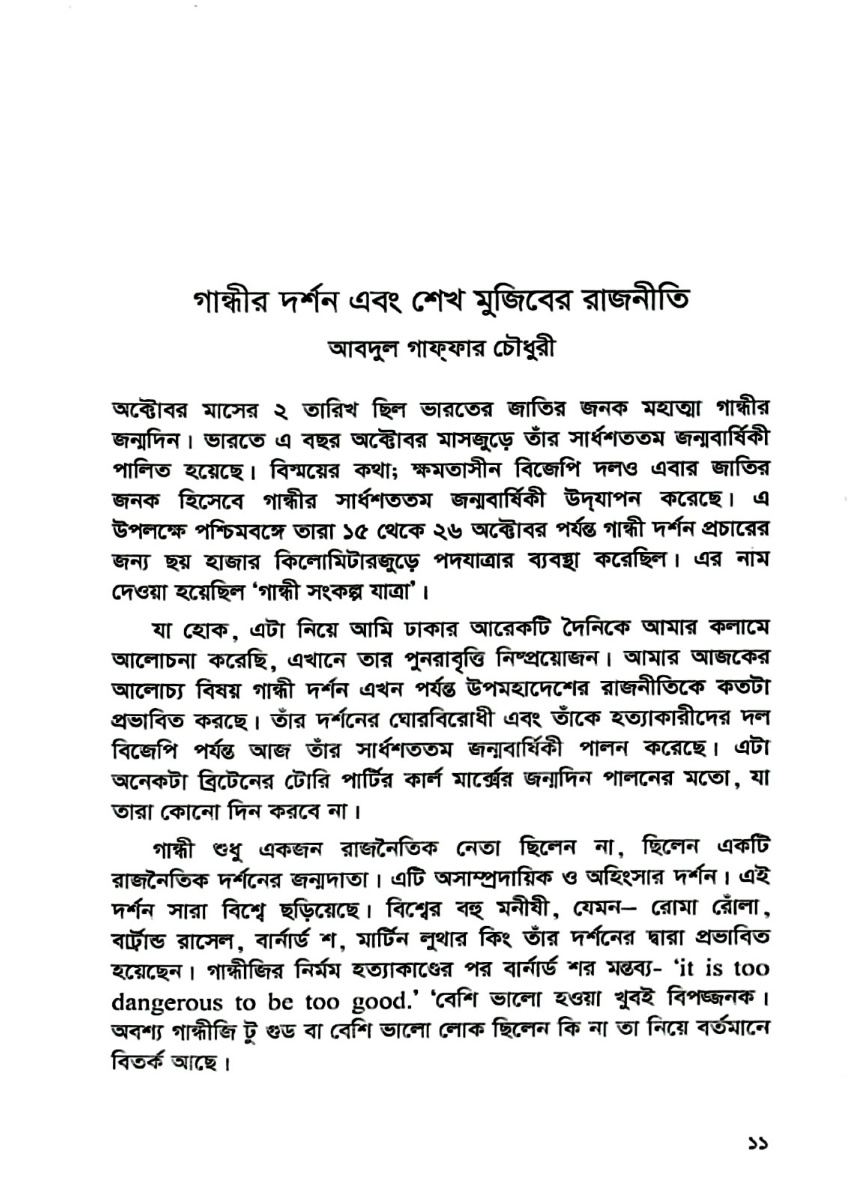 গান্ধীর দর্শন এবং শেখ মুজিবের রাজনীতি
আবদুল গাফ্‌ফার চৌধুরী
অক্টোবর মাসের ২ তারিখ ছিল ভারতের জাতির জনক মহাত্মা গান্ধীর
জন্মদিন। ভারতে এ বছর অক্টোবর মাসজুড়ে তাঁর সার্ধশততম জন্মবার্ষিকী
পালিত হয়েছে। বিস্ময়ের কথা; ক্ষমতাসীন বিজেপি দলও এবার জাতির
জনক হিসেবে গান্ধীর সার্ধশততম জন্মবার্ষিকী উদ্‌যাপন করেছে। এ
উপলক্ষে পশ্চিমবঙ্গে তারা ১৫ থেকে ২৬ অক্টোবর পর্যন্ত গান্ধী দর্শন প্রচারের
জন্য ছয় হাজার কিলোমিটারজুড়ে পদযাত্রার ব্যবস্থা করেছিল। এর নাম
দেওয়া হয়েছিল ‘গান্ধী সংকল্প যাত্রা’।
যা হোক, এটা নিয়ে আমি ঢাকার আরেকটি দৈনিকে আমার কলামে
আলোচনা করেছি, এখানে তার পুনরাবৃত্তি নিষ্প্রয়োজন। আমার আজকের
আলোচ্য বিষয় গান্ধী দর্শন এখন পর্যন্ত উপমহাদেশের রাজনীতিকে কতটা
প্রভাবিত করছে। তাঁর দর্শনের ঘোরবিরোধী এবং তাঁকে হত্যাকারীদের দল
বিজেপি পর্যন্ত আজ তাঁর সার্ধশততম জন্মবার্ষিকী পালন করেছে। এটা
অনেকটা ব্রিটেনের টোরি পার্টির কার্ল মার্ক্সের জন্মদিন পালনের মতো, যা
তারা কোনো দিন করবে না।
গান্ধী শুধু একজন রাজনৈতিক নেতা ছিলেন না, ছিলেন একটি
রাজনৈতিক দর্শনের জন্মদাতা। এটি অসাম্প্রদায়িক ও অহিংসার দর্শন। এই
দর্শন সারা বিশ্বে ছড়িয়েছে। বিশ্বের বহু মনীষী, যেমন– রোমা রোঁলা,
বার্ট্রান্ড রাসেল, বার্নার্ড শ, মার্টিন লুথার কিং তাঁর দর্শনের দ্বারা প্রভাবিত
হয়েছেন। গান্ধীজির নির্মম হত্যাকাণ্ডের পর বার্নার্ড শর মন্তব্য- ‘it is too
dangerous to be too good.’ ‘বেশি ভালো হওয়া খুবই বিপজ্জনক।
অবশ্য গান্ধীজি টু গুড বা বেশি ভালো লোক ছিলেন কি না তা নিয়ে বর্তমানে
বিতর্ক আছে।
১১